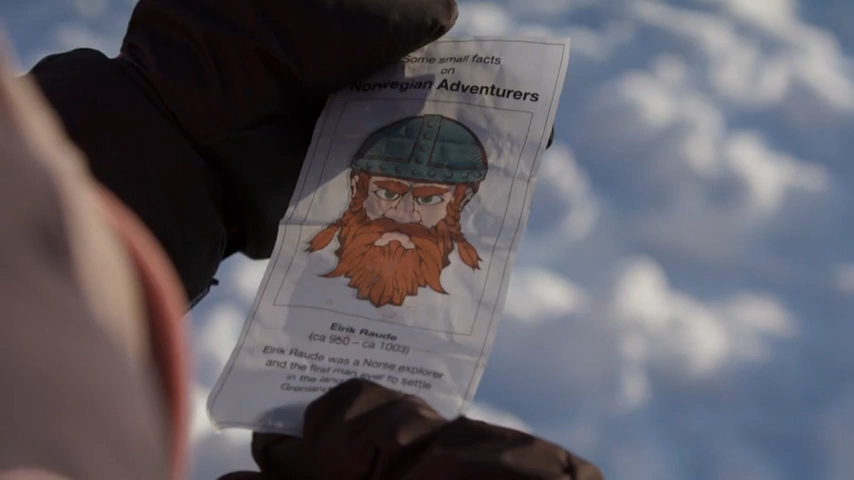 Some small facts
on
Norwegian Adventurers
Eirik Raude
(ca 950 – ca 1003)
Eirik Raude was a Norse explorer
and the first man ever to settle
in the